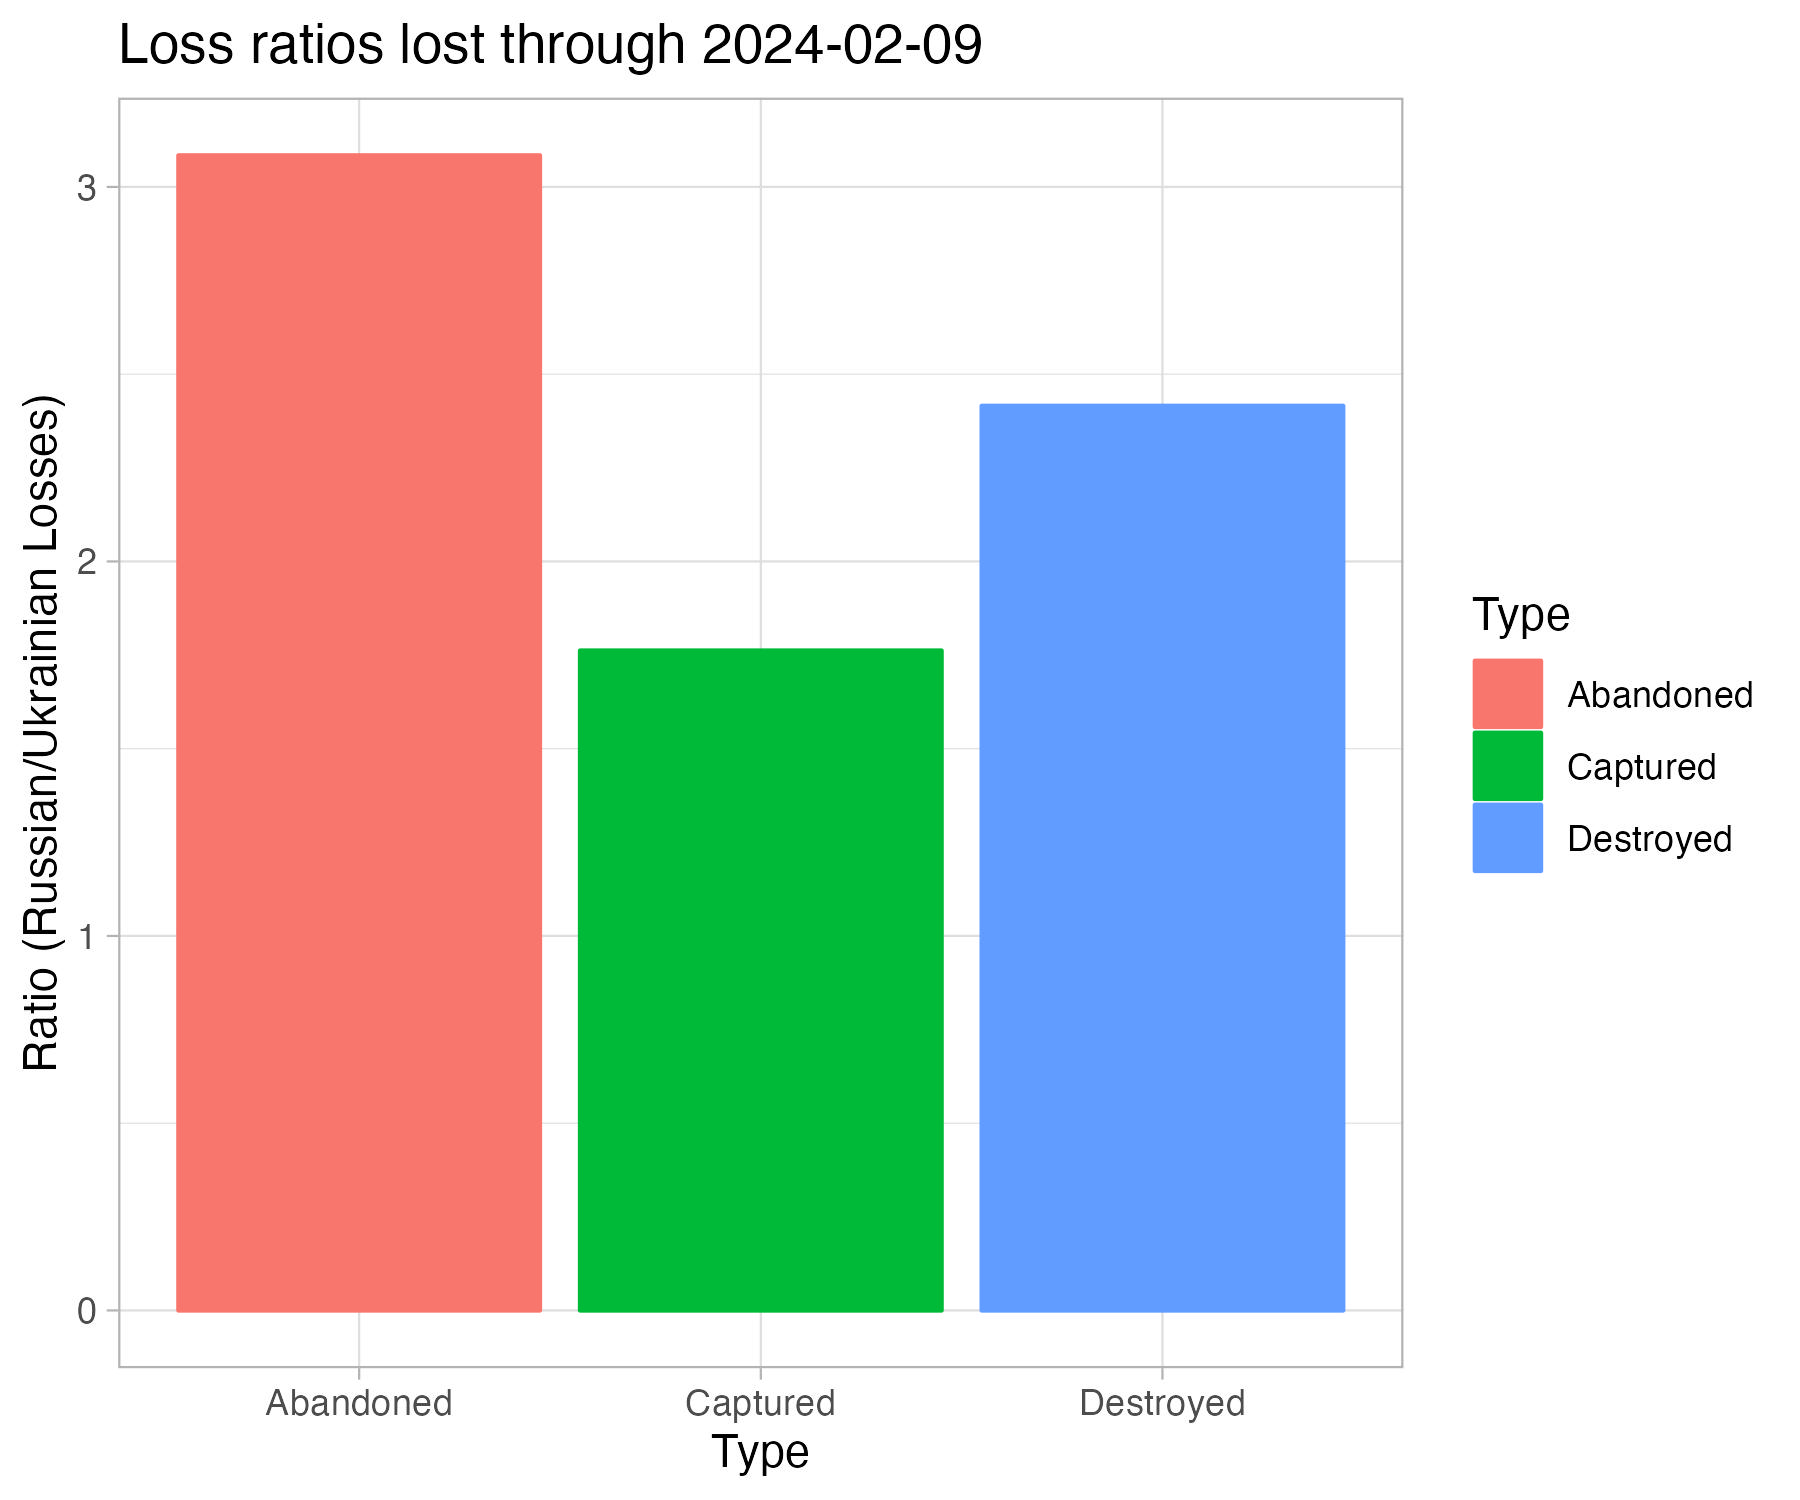 Loss ratios lost through 2024-02-09
Ratio (Russian/Ukrainian Losses)
3
2
1
0
Abandoned
Captured
Destroyed
Type
Type
Abandoned
Captured
Destroyed